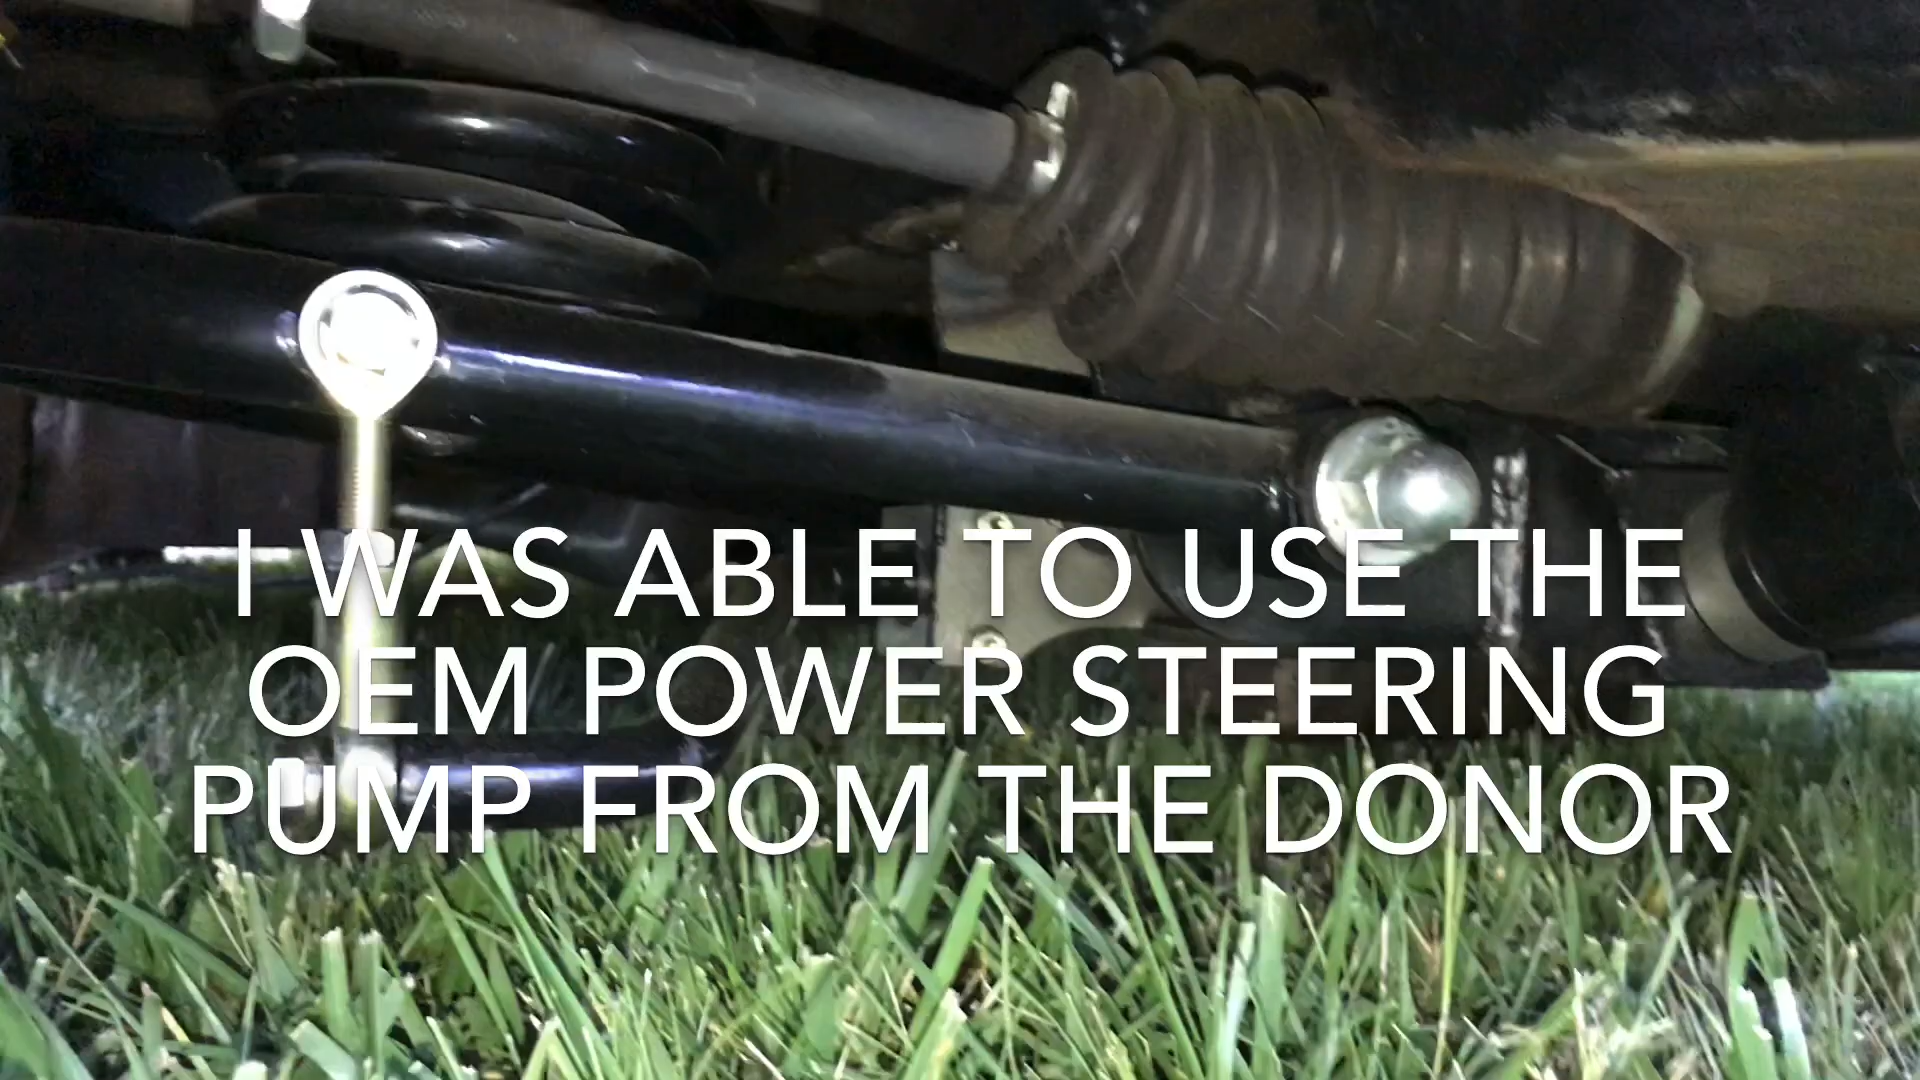 I WAS ABLE TO USE THE
OEM POWER STEERING
PUMP FROM THE DONOR